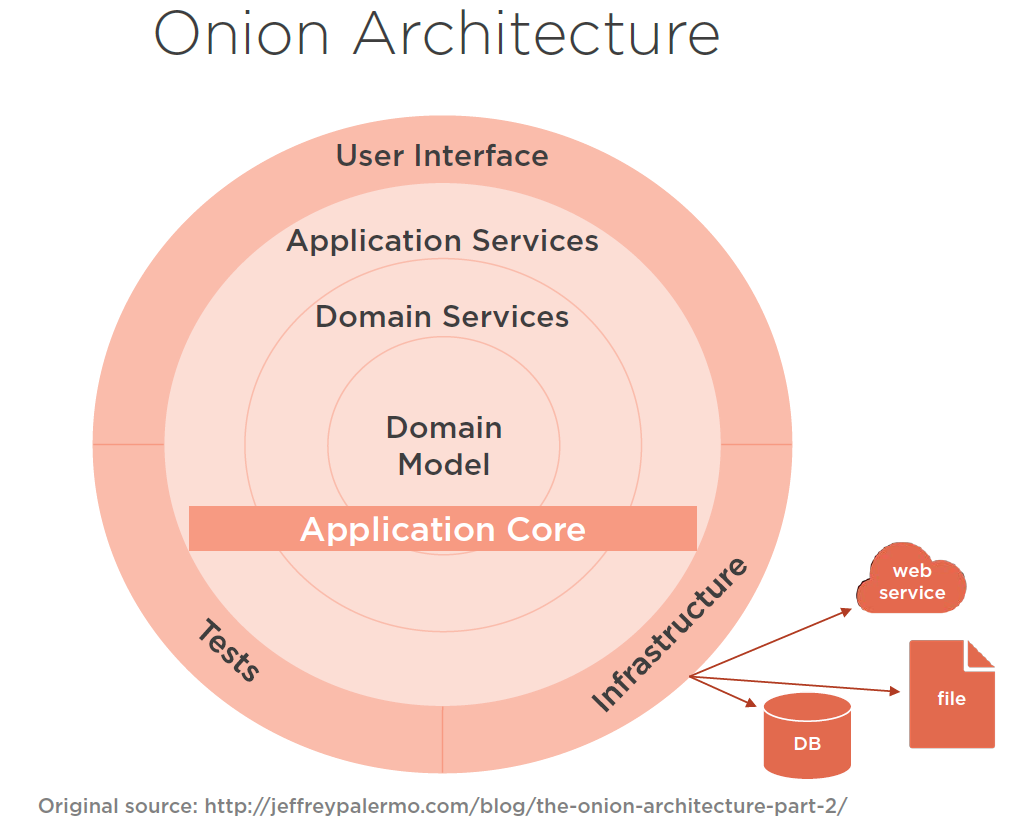 Onion Architecture
User Interface
Application Services
Domain Services
Domain
Model
Application Core
Tests
Infrastructure
web
service
file
DB
Original source: http://jeffreypalermo.com/blog/the-onion-architecture-part-2/